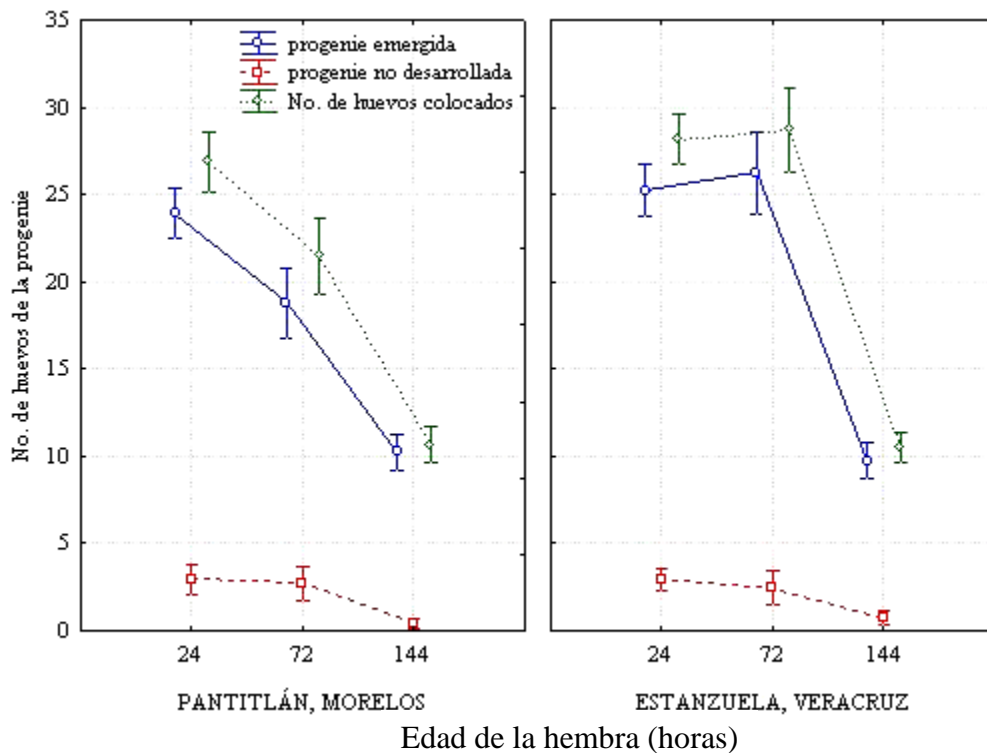 35
30
25
20
15
10
5
0
No. de huevos de la progenie
progenie emergida
progenie no desarrollada
No. de huevos colocados
24 72 144
24 72 144
PANTITLÁN, MORELOS
ESTANZUELA, VERACRUZ
Edad de la hembra (horas)